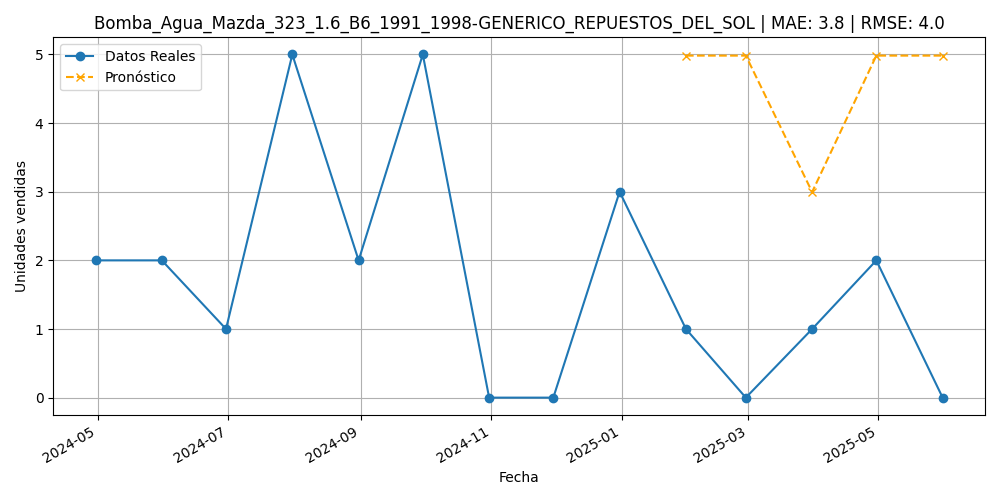 Bomba_Agua_Mazda_323_1.6_B6_1991_1998-GENERICO_REPUESTOS_DEL_SOL | MAE: 3.8 | RMSE: 4.0
Datos Reales
Pronóstico
Unidades vendidas
5
4
3
2
1
0
2024-05
2024-07
2024-09
2024-11
2025-01
2025-03
2025-05
Fecha